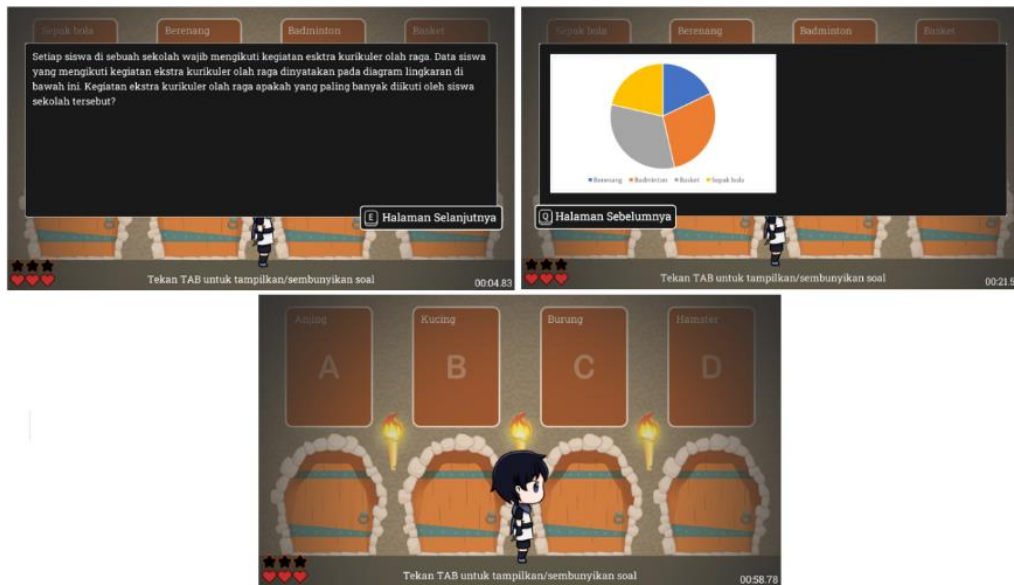 Sepak bola
Berenang
Badminton
Basket
Setiap siswa di sebuah sekolah wajib mengikuti kegiatan esktra kurikuler olah raga. Data siswa
yang mengikuti kegiatan ekstra kurikuler olah raga dinyatakan pada diagram lingkaran di
bawah ini. Kegiatan ekstra kurikuler olah raga apakah yang paling banyak diikuti oleh siswa
sekolah tersebut?
E Halaman Selanjutnya
Tekan TAB untuk tampilkan/sembunyikan soal
00:04.83
Sepak bola
Berenang
Badminton
Basket
Berenang Badminton Basket Sepak bola
Q Halaman Sebelumnya
Tekan TAB untuk tampilkan/sembunyikan soal
00:21.5
Anjing
Kucing
Burung
Hamster
A
B
C
D
Tekan TAB untuk tampilkan/sembunyikan soal
00:58.78